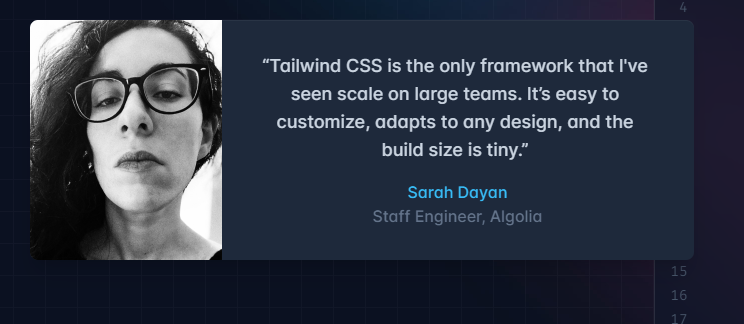 4
“Tailwind CSS is the only framework that I've
seen scale on large teams. It’s easy to
customize, adapts to any design, and the
build size is tiny.”
Sarah Dayan
Staff Engineer, Algolia
15
16
17